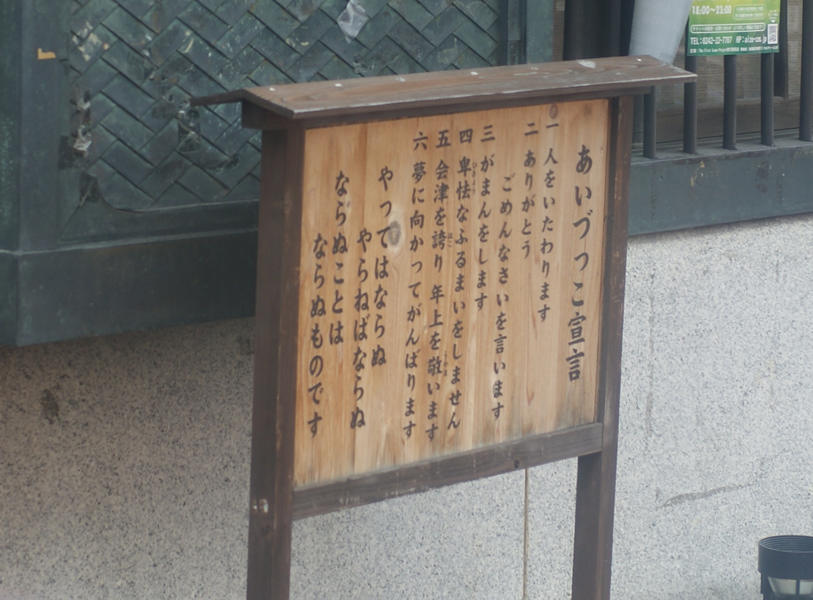 あいづっこ宣言
一 人をいたわります
二 ありがとう
ごめんなさいを言います
三 がまんをします
四 卑怯なふるまいをしません
五 会津を誇り 年上を敬います
六 夢に向かってがんばります
やってはならぬ
やらねばならぬ
ならぬことは
ならぬものです
TEL:0242-22-7707